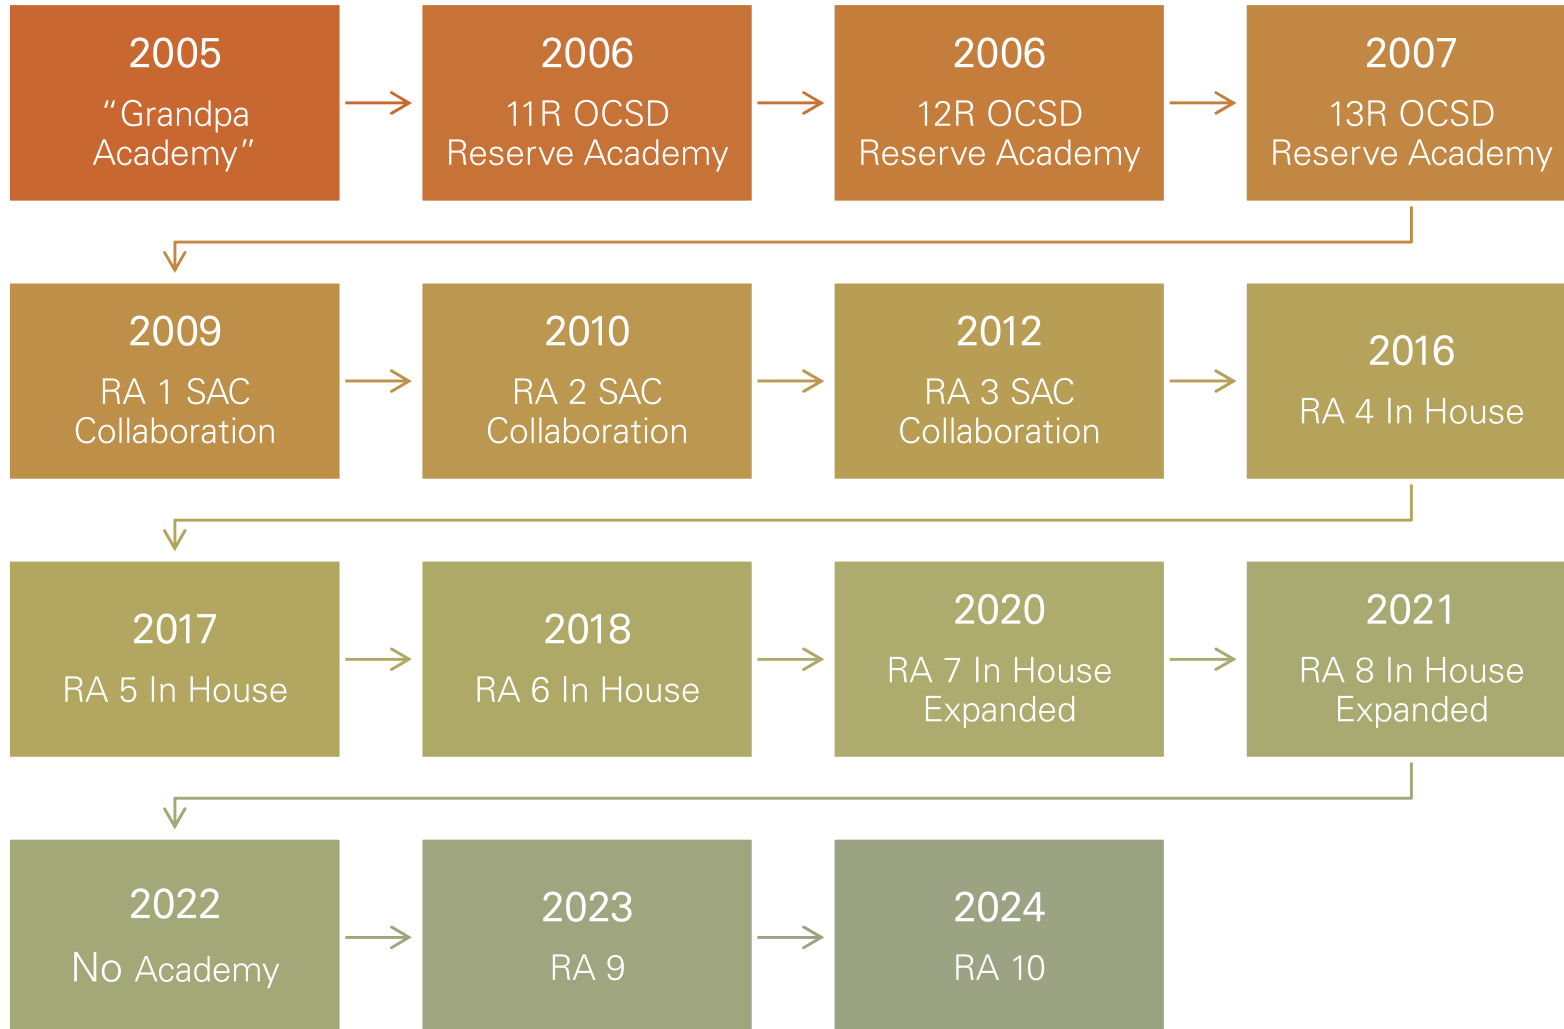 2005
“Grandpa
Academy”
2006
11R OCSD
Reserve Academy
2006
12R OCSD
Reserve Academy
2007
13R OCSD
Reserve Academy
2009
RA 1 SAC
Collaboration
2010
RA 2 SAC
Collaboration
2012
RA 3 SAC
Collaboration
2016
RA 4 In House
2017
RA 5 In House
2018
RA 6 In House
2020
RA 7 In House
Expanded
2021
RA 8 In House
Expanded
2022
No Academy
2023
RA 9
2024
RA 10